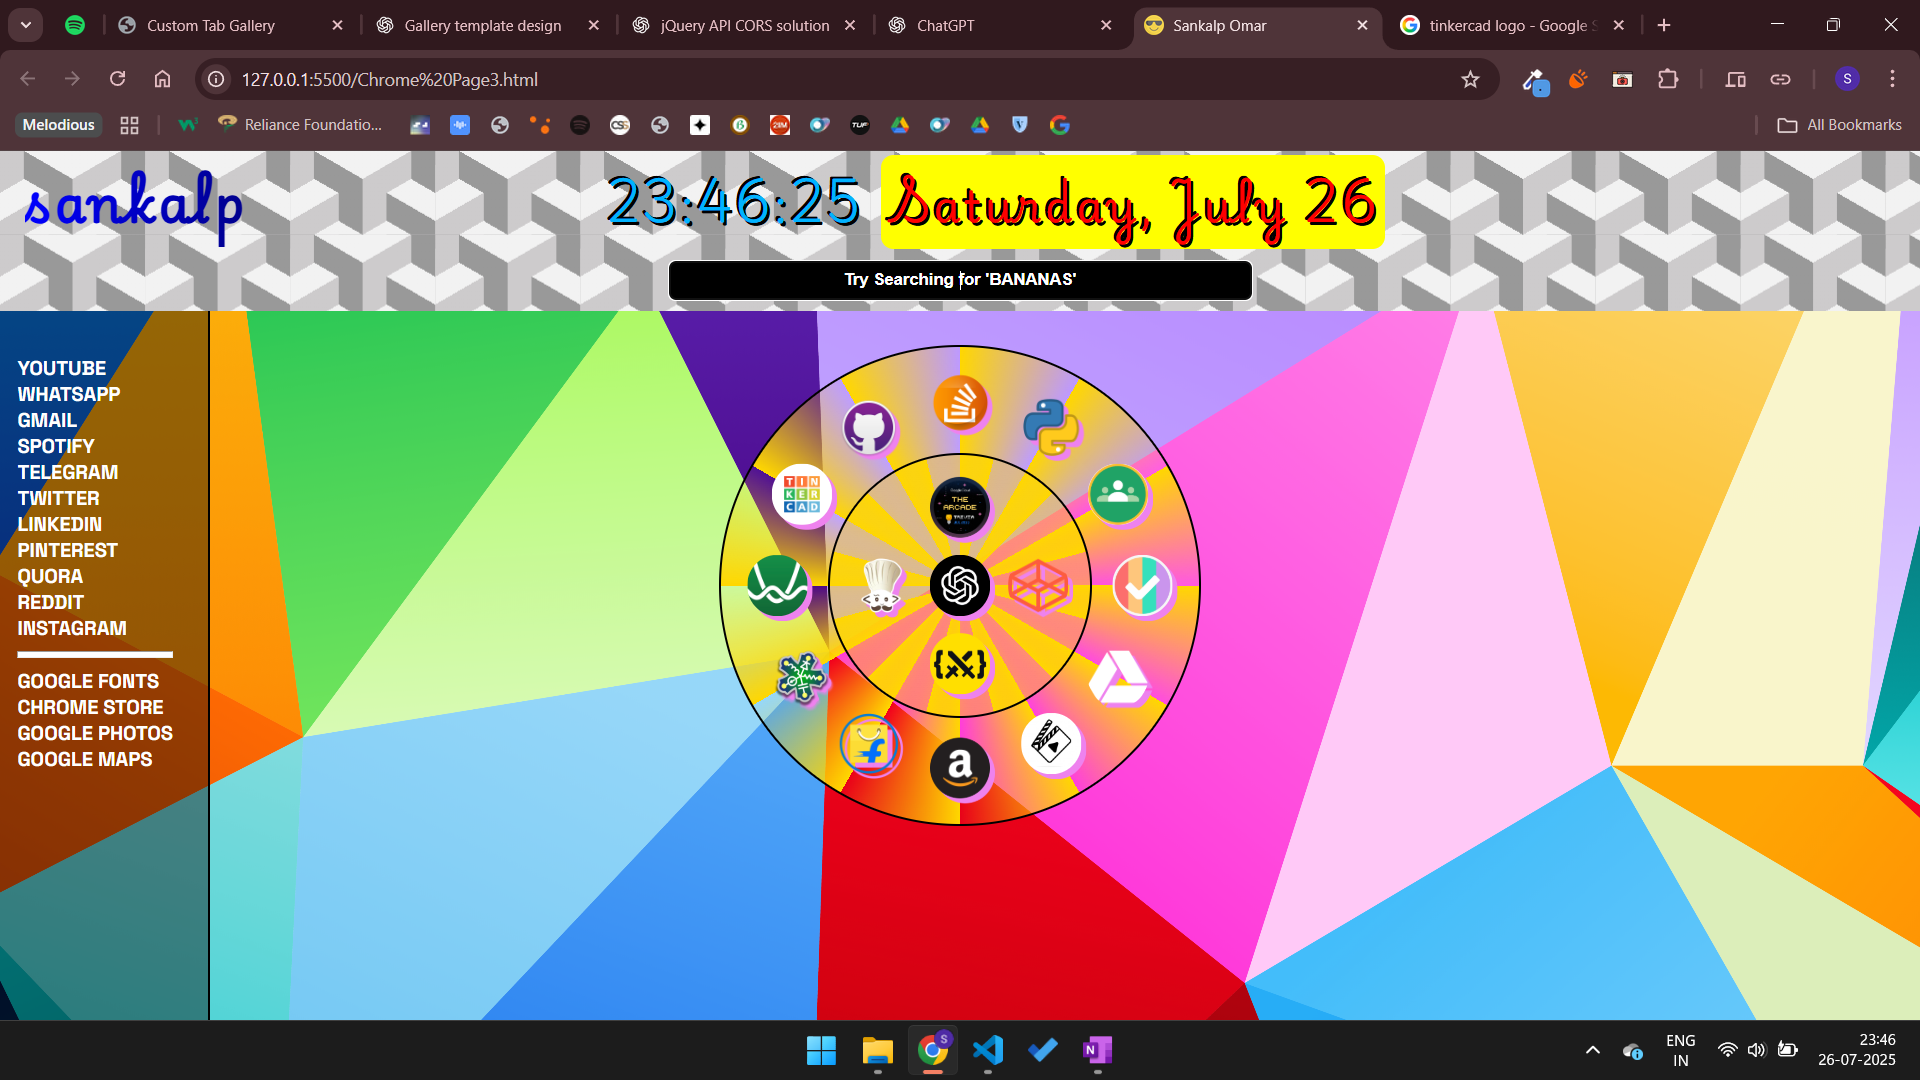 Custom Tab Gallery
Gallery template design
jQuery API CORS solution
ChatGPT
Sankalp Omar
tinkercad logo - Google
127.0.0.1:5500/Chrome%20Page3.html
S
Melodious
Reliance Foundatio...
CSS
TUF
All Bookmarks
sankalp
23:46:25
Saturday, July 26
Try Searching for 'BANANAS'
YOUTUBE
WHATSAPP
GMAIL
SPOTIFY
TELEGRAM
TWITTER
LINKEDIN
PINTEREST
QUORA
REDDIT
INSTAGRAM
GOOGLE FONTS
CHROME STORE
GOOGLE PHOTOS
GOOGLE MAPS
TIN
KER
CAD
THE
ARCADE
{X}
a
f
S
N
ENG
IN
23:46
26-07-2025